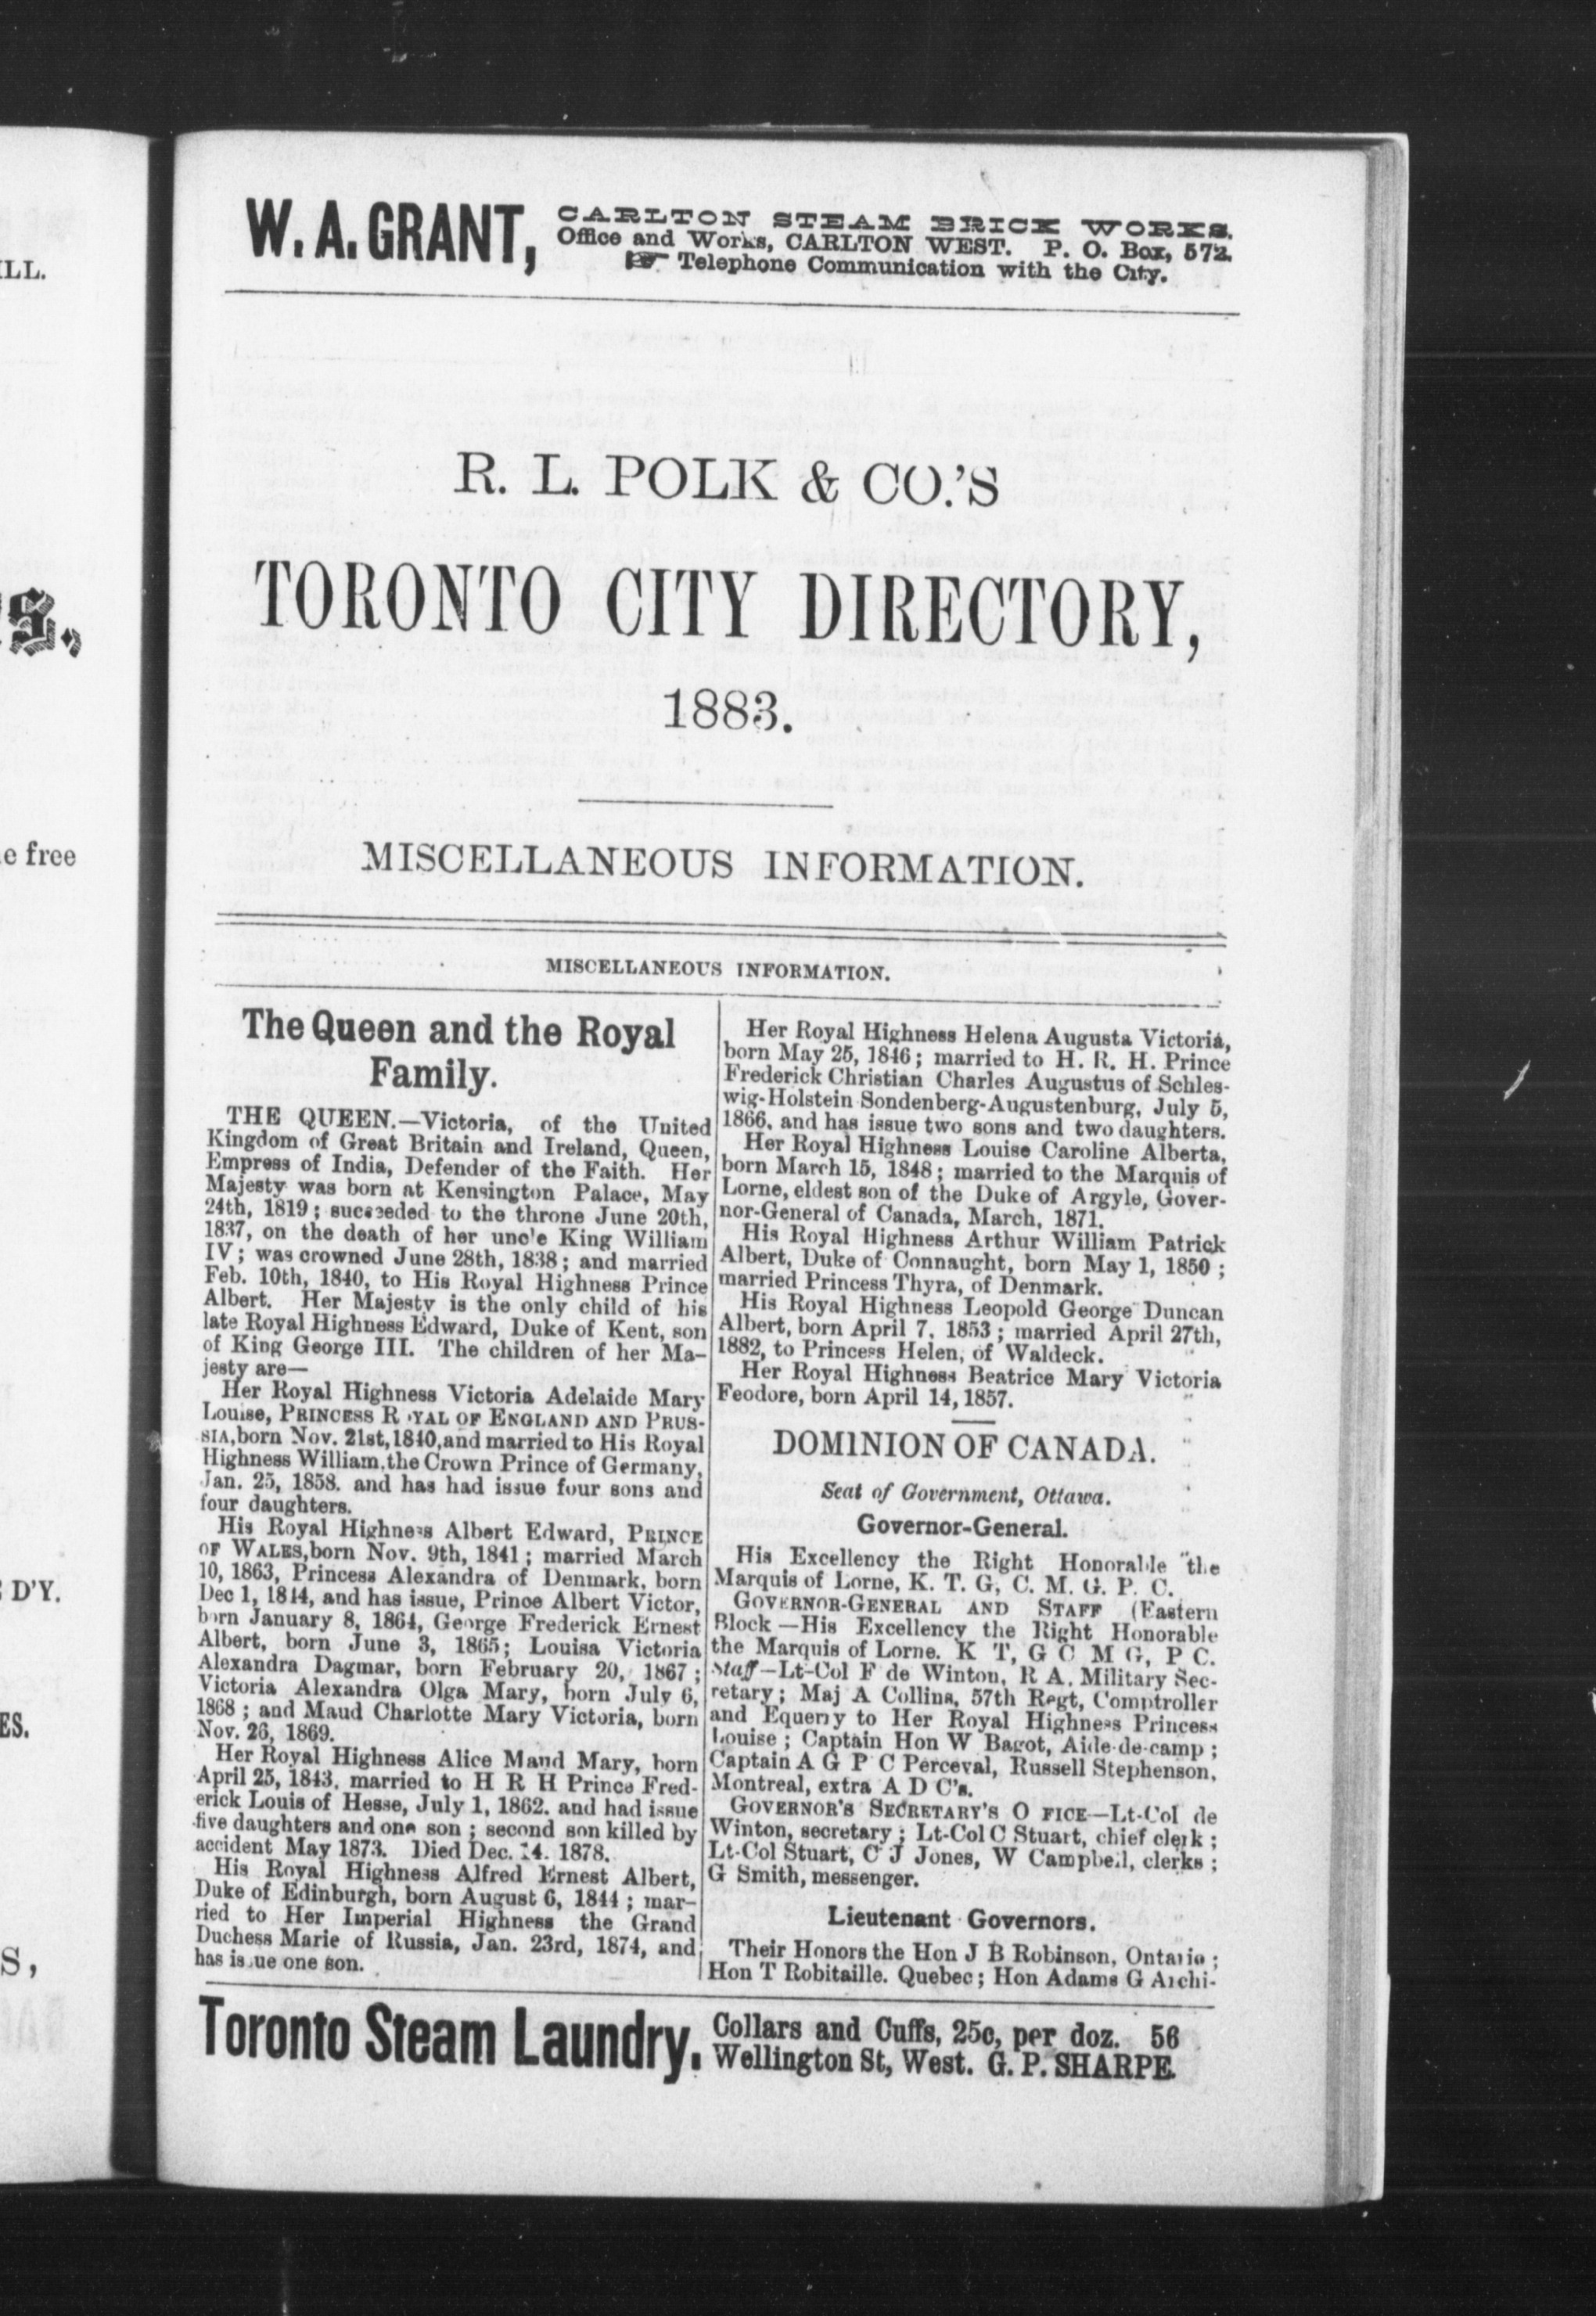 W. A. GRANT,
CARLTON STEAM BRICK WORKS.
Office and Works, CARLTON WEST. P. O. Box, 572.
☞ Telephone Communication with the City.
R. L. POLK & CO.'S
TORONTO CITY DIRECTORY,
1883.
MISCELLANEOUS INFORMATION.
MISCELLANEOUS INFORMATION.
The Queen and the Royal
Family.
THE QUEEN.—Victoria, of the United
Kingdom of Great Britain and Ireland, Queen,
Empress of India, Defender of the Faith. Her
Majesty was born at Kensington Palace, May
24th, 1819; succeeded to the throne June 20th,
1837, on the death of her uncle King William
IV; was crowned June 28th, 1838; and married
Feb. 10th, 1840, to His Royal Highness Prince
Albert. Her Majesty is the only child of his
late Royal Highness Edward, Duke of Kent, son
of King George III. The children of her Ma-
jesty are—
Her Royal Highness Victoria Adelaide Mary
Louise, PRINCESS R YAL OF ENGLAND AND PRUS-
SIA, born Nov. 21st, 1840, and married to His Royal
Highness William, the Crown Prince of Germany,
Jan. 25, 1858. and has had issue four sons and
four daughters.
His Royal Highness Albert Edward, PRINCE
OF WALES, born Nov. 9th, 1841; married March
10, 1863, Princess Alexandra of Denmark, born
Dec 1, 1844, and has issue, Prince Albert Victor,
born January 8, 1864, George Frederick Ernest
Albert, born June 3, 1865; Louisa Victoria
Alexandra Dagmar, born February 20, 1867;
Victoria Alexandra Olga Mary, born July 6,
1868; and Maud Charlotte Mary Victoria, born
Nov. 26, 1869.
Her Royal Highness Alice Maud Mary, born
April 25, 1843, married to H R H Prince Fred-
erick Louis of Hesse, July 1, 1862. and had issue
five daughters and one son; second son killed by
accident May 1873. Died Dec. 14. 1878.
His Royal Highness Alfred Ernest Albert,
Duke of Edinburgh, born August 6, 1844; mar-
ried to Her Imperial Highness the Grand
Duchess Marie of Russia, Jan. 23rd, 1874, and
has issue one son.
Her Royal Highness Helena Augusta Victoria,
born May 25, 1846; married to H. R. H. Prince
Frederick Christian Charles Augustus of Schles-
wig-Holstein Sondenberg-Augustenburg, July 5,
1866, and has issue two sons and two daughters.
Her Royal Highness Louise Caroline Alberta,
born March 15, 1848; married to the Marquis of
Lorne, eldest son of the Duke of Argyle, Gover-
nor-General of Canada, March, 1871.
His Royal Highness Arthur William Patrick
Albert, Duke of Connaught, born May 1, 1850;
married Princess Thyra, of Denmark.
His Royal Highness Leopold George Duncan
Albert, born April 7, 1853; married April 27th,
1882, to Princess Helen, of Waldeck.
Her Royal Highness Beatrice Mary Victoria
Feodore, born April 14, 1857.
DOMINION OF CANADA.
Seat of Government, Ottawa.
Governor-General.
His Excellency the Right Honorable the
Marquis of Lorne, K. T. G, C. M. G. P. C.
GOVERNOR-GENERAL AND STAFF (Eastern
Block—His Excellency the Right Honorable
the Marquis of Lorne. K T, G C M G, P C.
Staff—Lt-Col F de Winton, R A. Military Sec-
retary; Maj A Collins, 57th Regt, Comptroller
and Equerry to Her Royal Highness Princess
Louise; Captain Hon W Bagot, Aide-de-camp;
Captain A G P C Perceval, Russell Stephenson,
Montreal, extra A D C's.
GOVERNOR'S SECRETARY'S O FICE—Lt-Col de
Winton, secretary; Lt-Col C Stuart, chief clerk;
Lt-Col Stuart, C J Jones, W Campbell, clerks;
G Smith, messenger.
Lieutenant Governors.
Their Honors the Hon J B Robinson, Ontario;
Hon T Robitaille. Quebec; Hon Adams G Archi-
Toronto Steam Laundry.
Collars and Cuffs, 25c, per doz. 56
Wellington St, West. G. P. SHARPE.
ILL.
s,
e free
D'Y.
ES.
S,